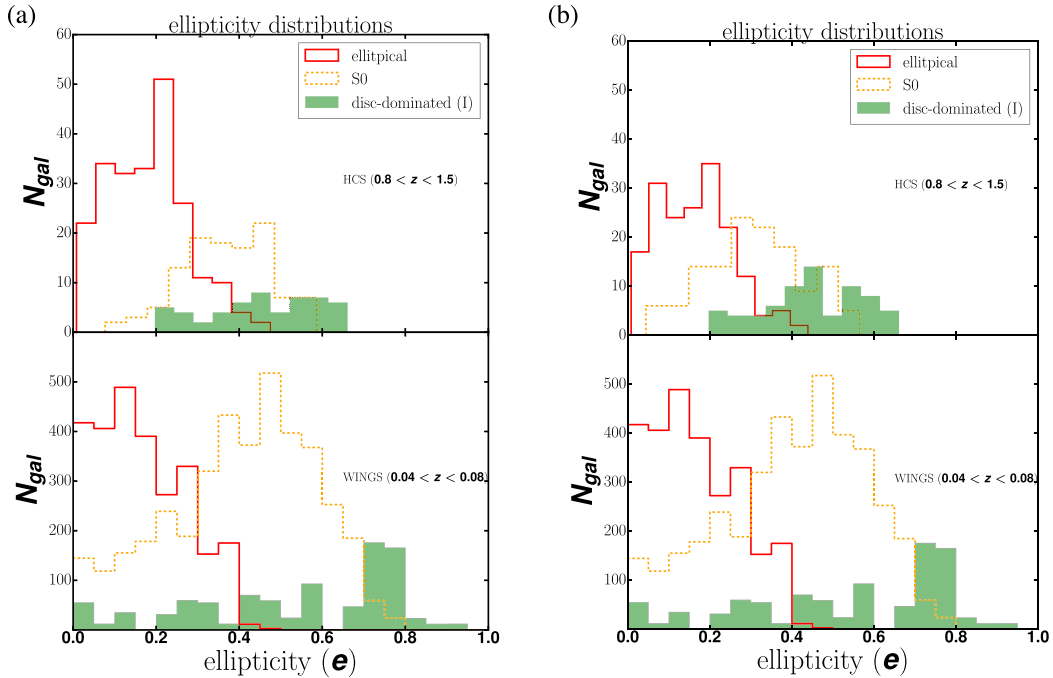 (a)
ellipticity distributions
60
50
40
30
20
10
0
N_gal
ellitpical
S0
disc-dominated (I)
HCS (0.8 < z < 1.5)
500
400
300
200
100
N_gal
WINGS (0.04 < z < 0.08)
0.0 0.2 0.4 0.6 0.8 1.0
ellipticity (e)
(b)
ellipticity distributions
60
50
40
30
20
10
0
N_gal
ellitpical
S0
disc-dominated (I)
HCS (0.8 < z < 1.5)
500
400
300
200
100
N_gal
WINGS (0.04 < z < 0.08)
0.0 0.2 0.4 0.6 0.8 1.0
ellipticity (e)